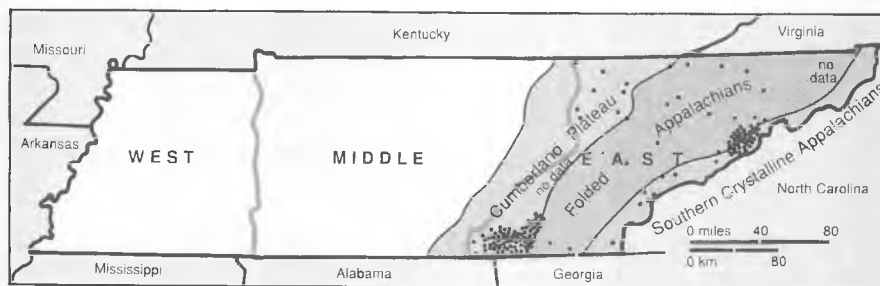 Missouri
Kentucky
Virginia
no
data
Arkansas
WEST
MIDDLE
EAST
Cumberland Plateau
no data
Folded Appalachians
Southern Crystalline Appalachians
North Carolina
0 miles 40 80
0 km 80
Mississippi
Alabama
Georgia